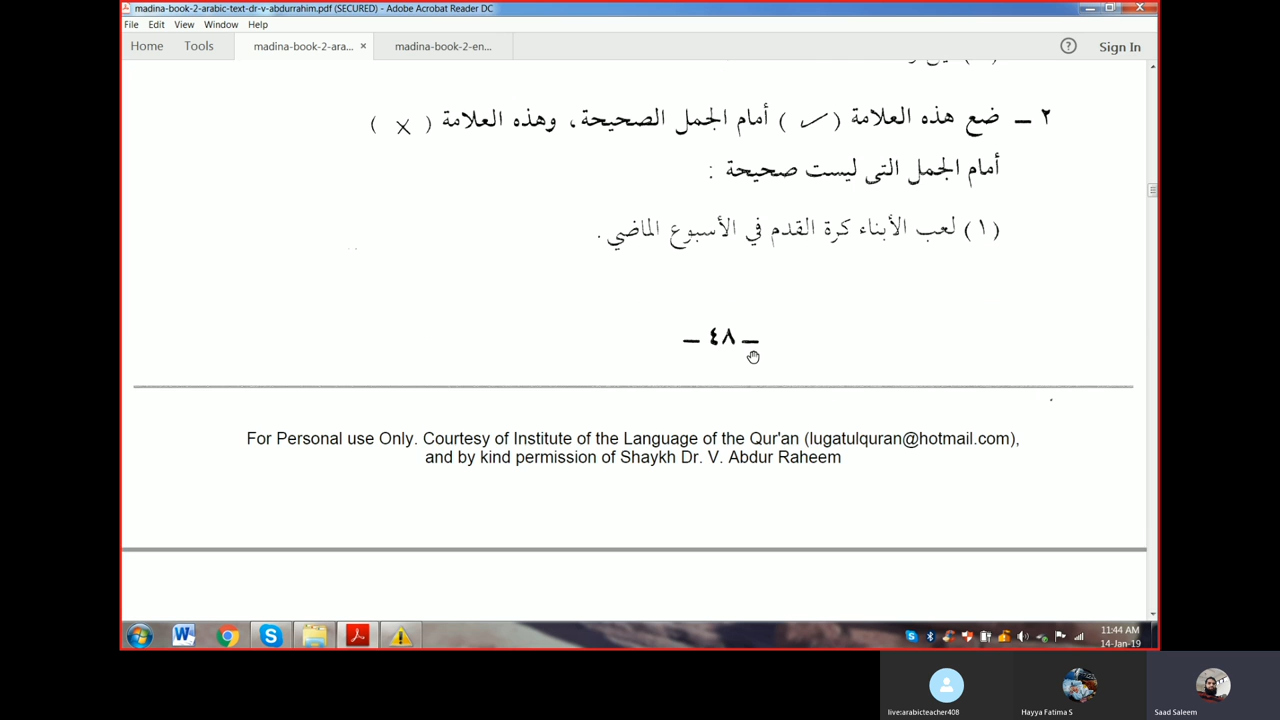 madina-book-2-arabic-text-dr-v-abdurrahim.pdf (SECURED) - Adobe Acrobat Reader DC
File Edit View Window Help
Home Tools madina-book-2-ara... × madina-book-2-en... ? Sign In
٢ ـ ضع هذه العلامة (✓) أمام الجمل الصحيحة، وهذه العلامة (×)
أمام الجمل التى ليست صحيحة :
(١) لعب الأبناء كرة القدم في الأسبوع الماضي.
ـ ٤٨ ـ
For Personal use Only. Courtesy of Institute of the Language of the Qur'an (lugatulquran@hotmail.com),
and by kind permission of Shaykh Dr. V. Abdur Raheem
11:44 AM
14-Jan-19
live:arabicteacher408 Hayya Fatima S Saad Saleem